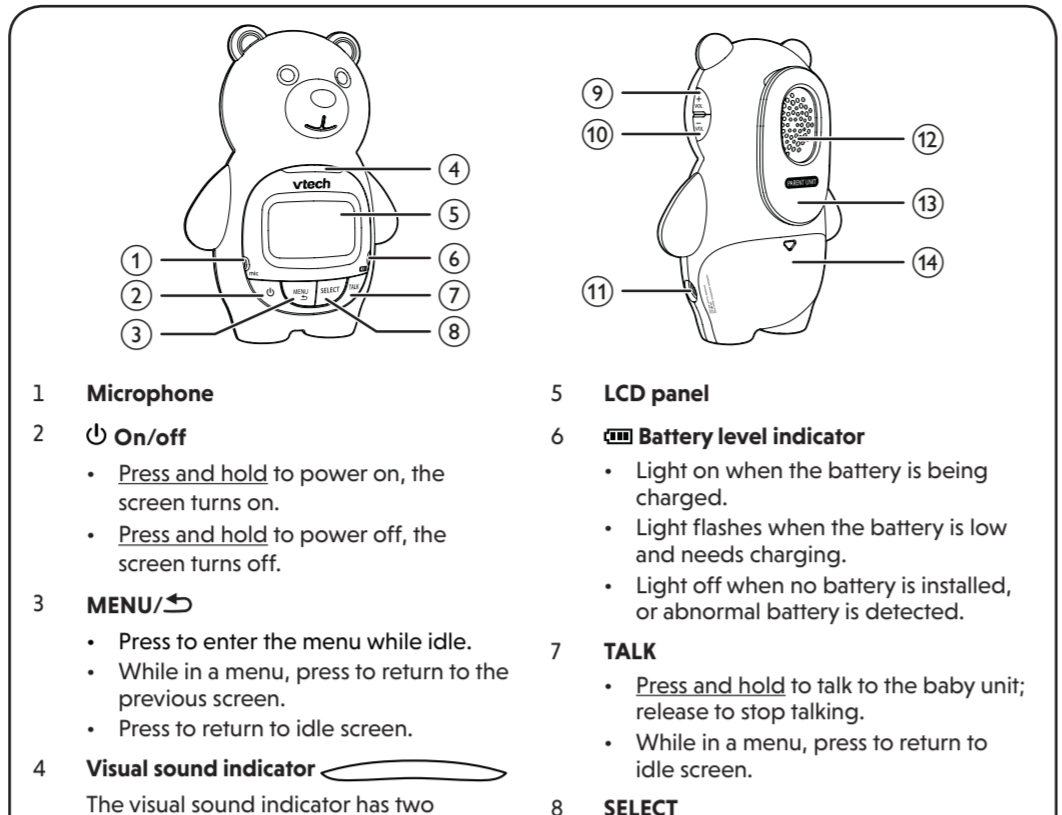 vtech
mic
MENU
SELECT
TALK
1
2
3
4
5
6
7
8
+
VOL
-
VOL
PARENT UNIT
9
10
11
12
13
14
1 Microphone
2 On/off
• Press and hold to power on, the
screen turns on.
• Press and hold to power off, the
screen turns off.
3 MENU/
• Press to enter the menu while idle.
• While in a menu, press to return to the
previous screen.
• Press to return to idle screen.
4 Visual sound indicator
The visual sound indicator has two
5 LCD panel
6 Battery level indicator
• Light on when the battery is being
charged.
• Light flashes when the battery is low
and needs charging.
• Light off when no battery is installed,
or abnormal battery is detected.
7 TALK
• Press and hold to talk to the baby unit;
release to stop talking.
• While in a menu, press to return to
idle screen.
8 SELECT